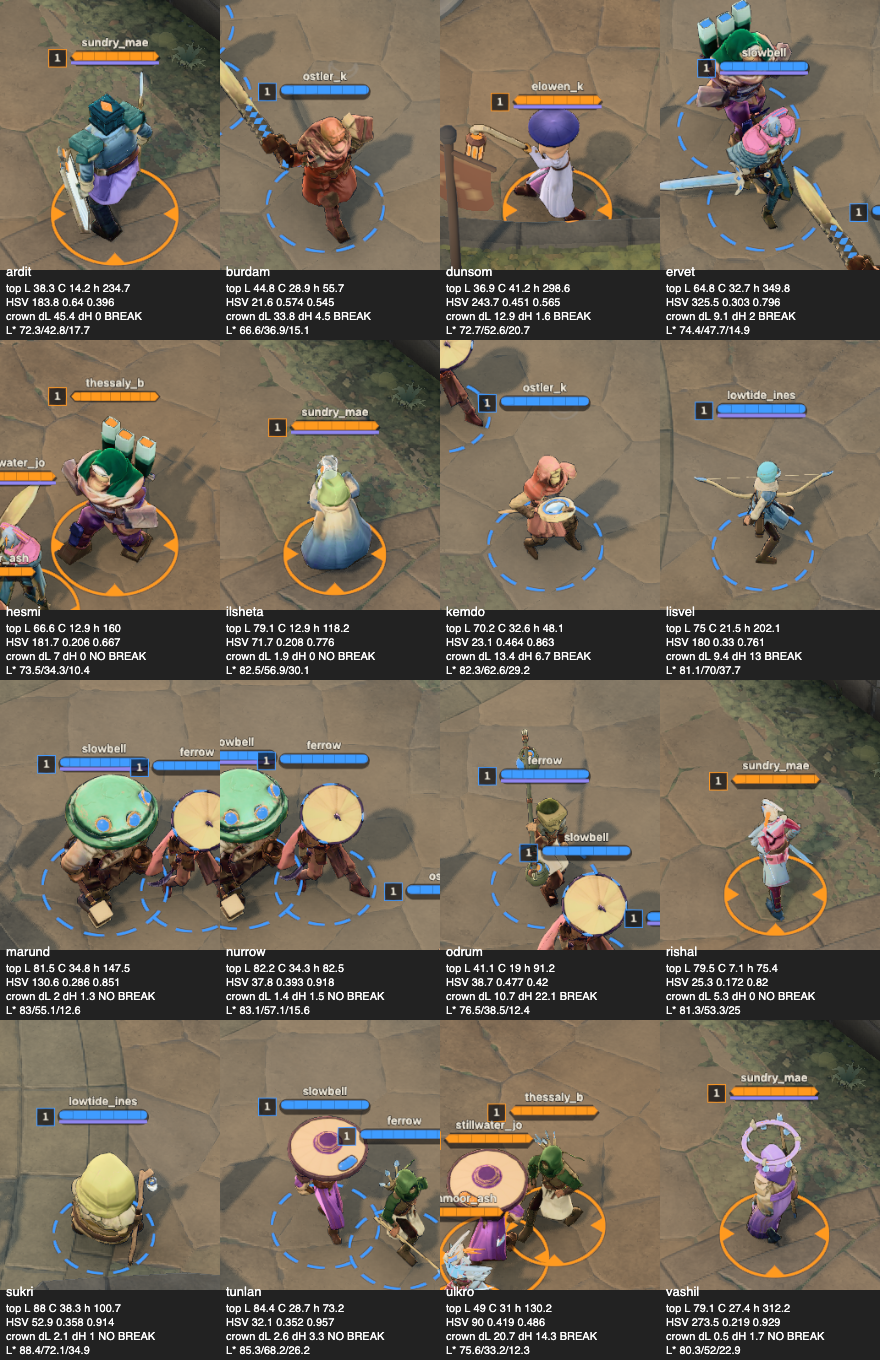 sundry_mae
1
ostler_k
1
elowen_k
1
slowbell
1
1
ardit
top L 38.3 C 14.2 h 234.7
HSV 183.8 0.64 0.396
crown dL 45.4 dH 0 BREAK
L* 72.3/42.8/17.7
burdam
top L 44.8 C 28.9 h 55.7
HSV 21.6 0.574 0.545
crown dL 33.8 dH 4.5 BREAK
L* 66.6/36.9/15.1
dunsom
top L 36.9 C 41.2 h 298.6
HSV 243.7 0.451 0.565
crown dL 12.9 dH 1.6 BREAK
L* 72.7/52.6/20.7
ervet
top L 64.8 C 32.7 h 349.8
HSV 325.5 0.303 0.796
crown dL 9.1 dH 2 BREAK
L* 74.4/47.7/14.9
thessaly_b
1
water_jo
r_ash
sundry_mae
1
ostler_k
1
lowtide_ines
1
hesmi
top L 66.6 C 12.9 h 160
HSV 181.7 0.206 0.667
crown dL 7 dH 0 NO BREAK
L* 73.5/34.3/10.4
ilsheta
top L 79.1 C 12.9 h 118.2
HSV 71.7 0.208 0.776
crown dL 1.9 dH 0 NO BREAK
L* 82.5/56.9/30.1
kemdo
top L 70.2 C 32.6 h 48.1
HSV 23.1 0.464 0.863
crown dL 13.4 dH 6.7 BREAK
L* 82.3/62.6/29.2
lisvel
top L 75 C 21.5 h 202.1
HSV 180 0.33 0.761
crown dL 9.4 dH 13 BREAK
L* 81.1/70/37.7
slowbell
1
ferrow
1
owbell
ferrow
1
1
os
ferrow
1
slowbell
1
1
sundry_mae
1
marund
top L 81.5 C 34.8 h 147.5
HSV 130.6 0.286 0.851
crown dL 2 dH 1.3 NO BREAK
L* 83/55.1/12.6
nurrow
top L 82.2 C 34.3 h 82.5
HSV 37.8 0.393 0.918
crown dL 1.4 dH 1.5 NO BREAK
L* 83.1/57.1/15.6
odrum
top L 41.1 C 19 h 91.2
HSV 38.7 0.477 0.42
crown dL 10.7 dH 22.1 BREAK
L* 76.5/38.5/12.4
rishal
top L 79.5 C 7.1 h 75.4
HSV 25.3 0.172 0.82
crown dL 5.3 dH 0 NO BREAK
L* 81.3/53.3/25
lowtide_ines
1
slowbell
1
ferrow
1
thessaly_b
1
stillwater_jo
nmoor_ash
sundry_mae
1
sukri
top L 88 C 38.3 h 100.7
HSV 52.9 0.358 0.914
crown dL 2.1 dH 1 NO BREAK
L* 88.4/72.1/34.9
tunlan
top L 84.4 C 28.7 h 73.2
HSV 32.1 0.352 0.957
crown dL 2.6 dH 3.3 NO BREAK
L* 85.3/68.2/26.2
ulkro
top L 49 C 31 h 130.2
HSV 90 0.419 0.486
crown dL 20.7 dH 14.3 BREAK
L* 75.6/33.2/12.3
vashil
top L 79.1 C 27.4 h 312.2
HSV 273.5 0.219 0.929
crown dL 0.5 dH 1.7 NO BREAK
L* 80.3/52/22.9